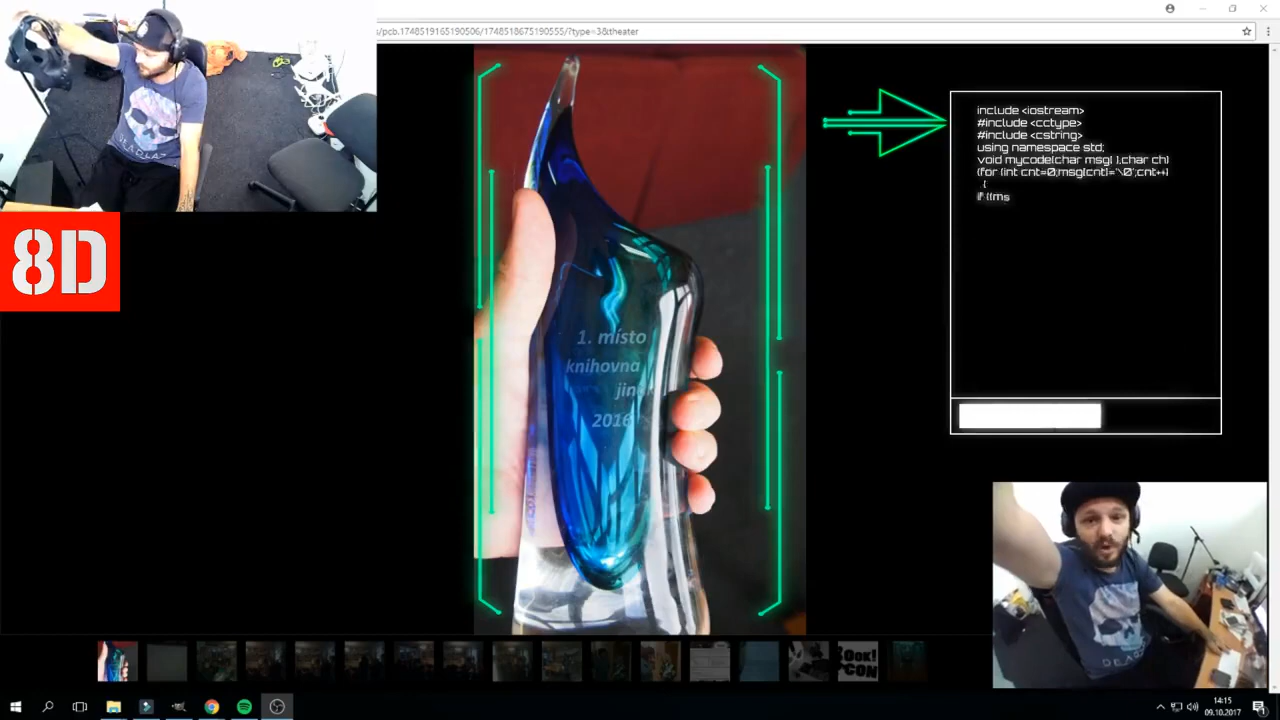 s/pcb.1748519165190506/1748518675190555/?type=3&theater
8D
include <iostream>
#include <cctype>
#include <cstring>
using namespace std;
void mycode(char msg[ ],char ch)
(for (int cnt=0;msg[cnt]='\0';cnt++)
{
if ((ms
1. místo
knihovna
2016
OOK!
CON
14:15
09.10.2017